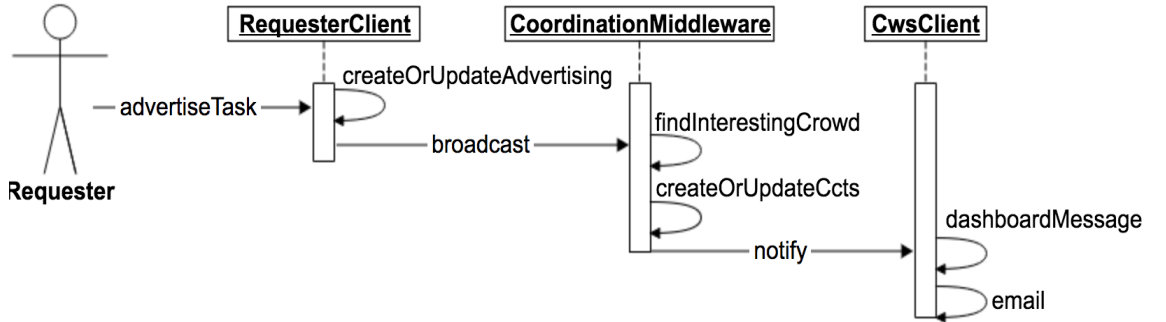 RequesterClient
CoordinationMiddleware
CwsClient
createOrUpdateAdvertising
advertiseTask
findInterestingCrowd
broadcast
createOrUpdateCcts
Requester
dashboardMessage
notify
email